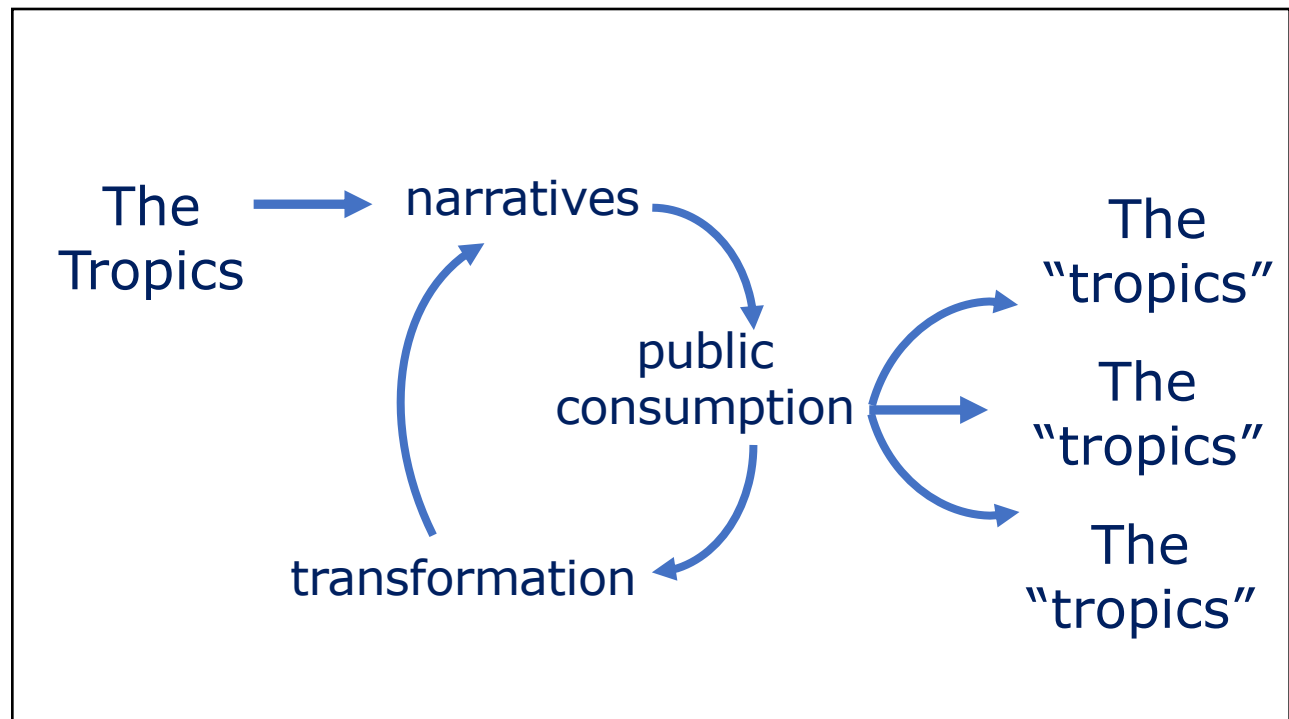 The
Tropics
narratives
public
consumption
transformation
The
“tropics”
The
“tropics”
The
“tropics”